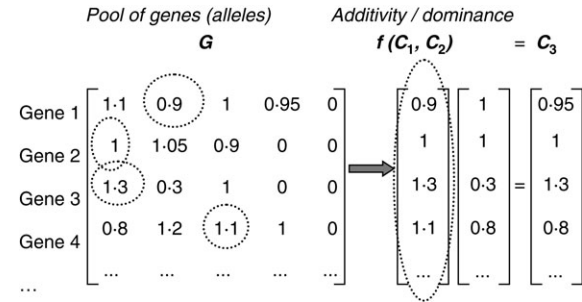 Pool of genes (alleles) Additivity / dominance
G f (C1, C2) = C3
Gene 1 1·1 0·9 1 0·95 0 0·9 1 0·95
Gene 2 1 1·05 0·9 0 0 1 1 1
Gene 3 1·3 0·3 1 0 0 1·3 0·3 = 1·3
Gene 4 0·8 1·2 1·1 1 0 1·1 0·8 0·8
... ... ... ... ... ... ... ... ...